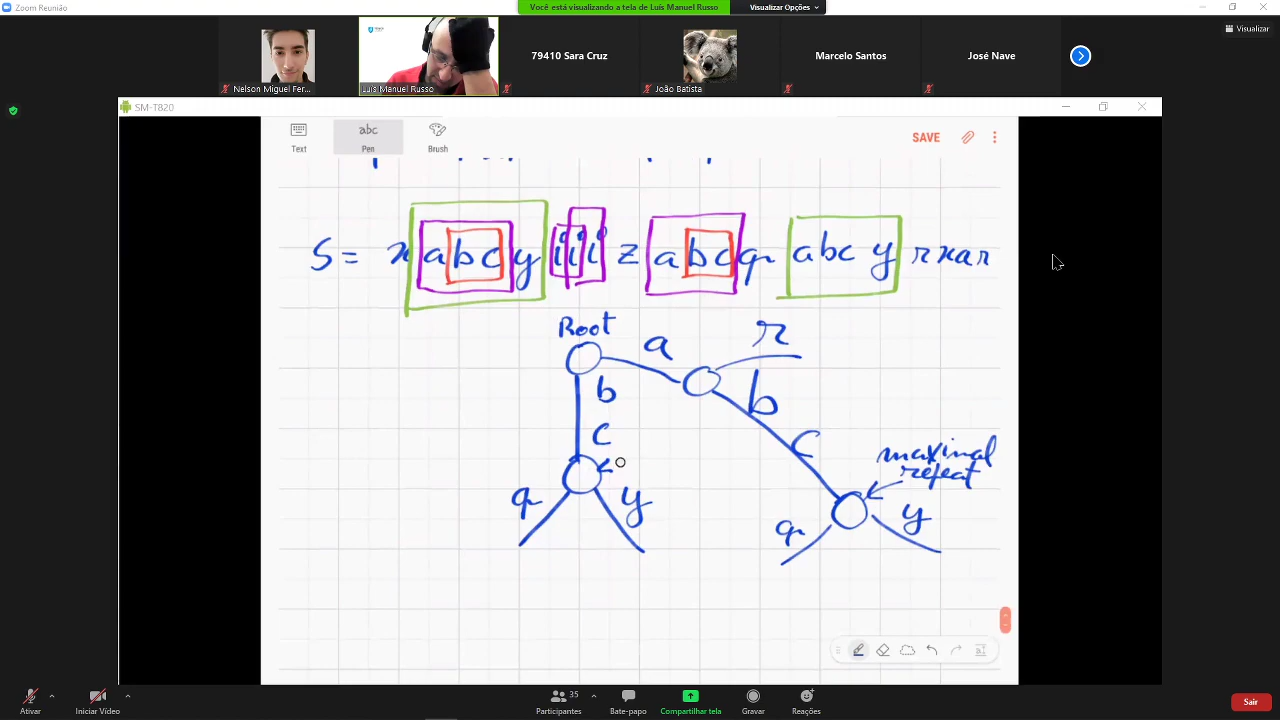 Zoom Reunião
Você está visualizando a tela de Luís Manuel Russo
Visualizar Opções
Visualizar
79410 Sara Cruz
Marcelo Santos
José Nave
Nelson Miguel Fer...
Luís Manuel Russo
João Batista
SM-T820
Text
abc
Pen
Brush
SAVE
S = x abc y iii z abc q abc y r x a r
Root
a
r
b
b
c
c
maximal
repeat
q
y
q
y
Ativar
Iniciar Vídeo
35
Participantes
Bate-papo
Compartilhar tela
Gravar
Reações
Sair